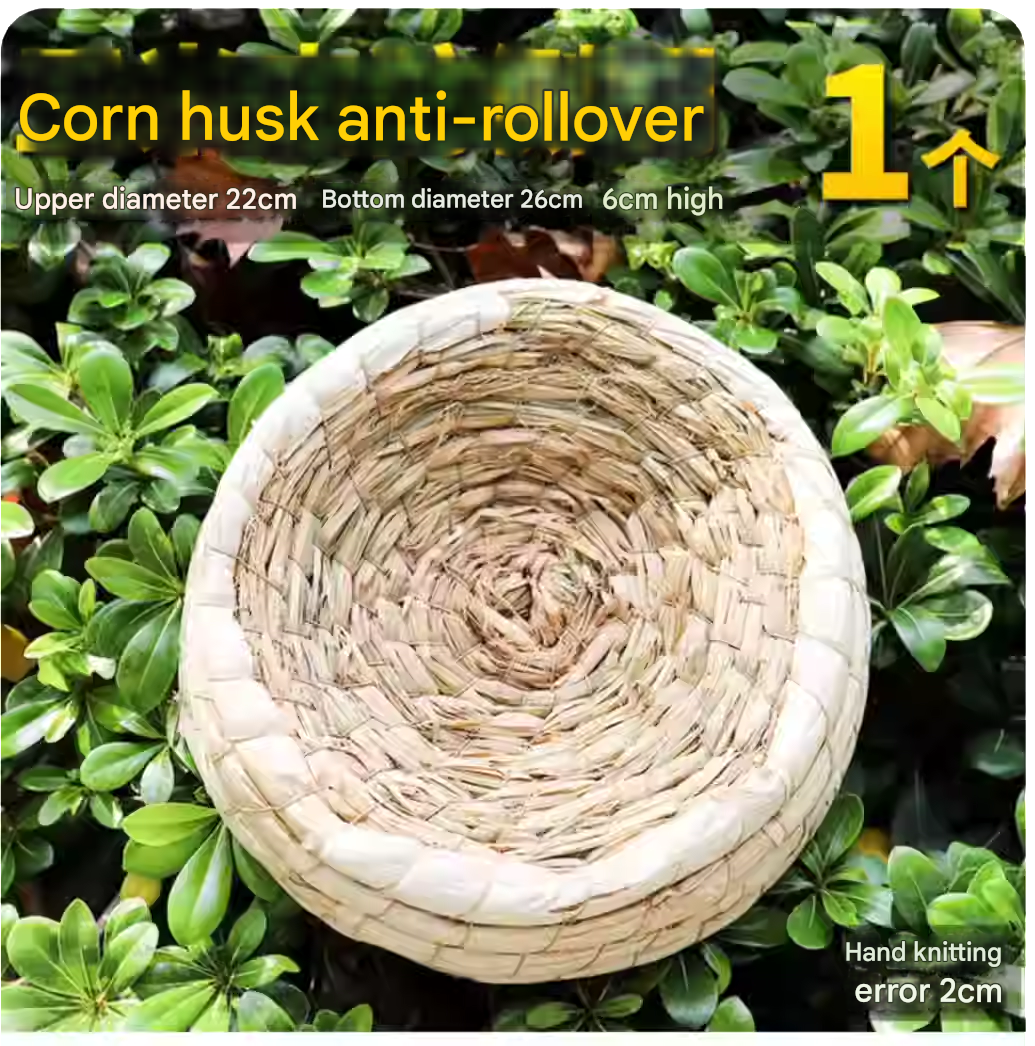 Corn husk anti-rollover
1个
Upper diameter 22cm Bottom diameter 26cm 6cm high
Hand knitting
error 2cm